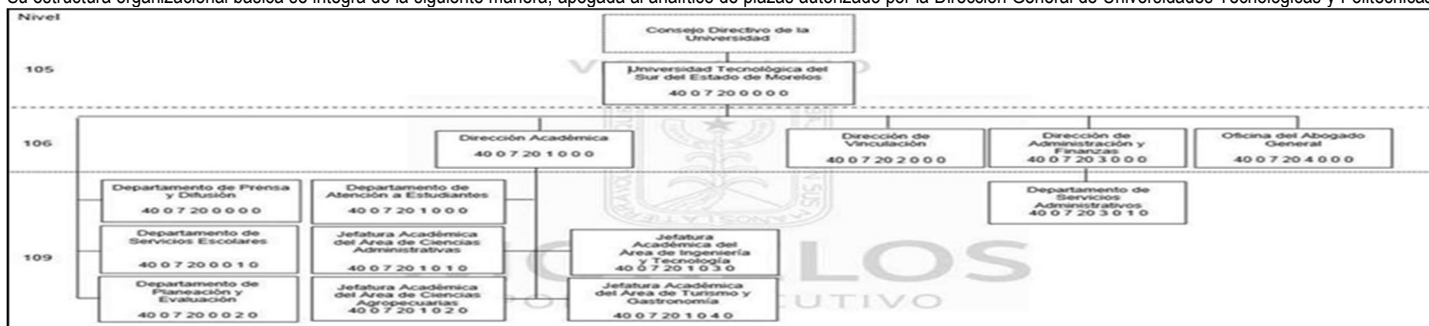 Su estructura organizacional básica se integra de la siguiente manera, apegada al analítico de plazas autorizado por la Dirección General de Universidades Tecnológicas y Politécnicas
Nivel
Consejo Directivo de la
Universidad
105
Universidad Tecnológica del
Sur del Estado de Morelos
4 0 0 7 2 0 0 0 0 0
106
Dirección Académica
4 0 0 7 2 0 1 0 0 0
Dirección de
Vinculación
4 0 0 7 2 0 2 0 0 0
Dirección de
Administración y
Finanzas
4 0 0 7 2 0 3 0 0 0
Oficina del Abogado
General
4 0 0 7 2 0 4 0 0 0
109
Departamento de Prensa
y Difusión
4 0 0 7 2 0 0 0 0 0
Departamento de
Atención a Estudiantes
4 0 0 7 2 0 1 0 0 0
Departamento de
Servicios
Administrativos
4 0 0 7 2 0 3 0 1 0
Departamento de
Servicios Escolares
4 0 0 7 2 0 0 0 1 0
Jefatura Académica
del Área de Ciencias
Administrativas
4 0 0 7 2 0 1 0 1 0
Jefatura
Académica del
Área de Ingeniería
y Tecnología
4 0 0 7 2 0 1 0 3 0
Departamento de
Planeación y
Evaluación
4 0 0 7 2 0 0 0 2 0
Jefatura Académica
del Área de Ciencias
Agropecuarias
4 0 0 7 2 0 1 0 2 0
Jefatura Académica
del Área de Turismo y
Gastronomía
4 0 0 7 2 0 1 0 4 0